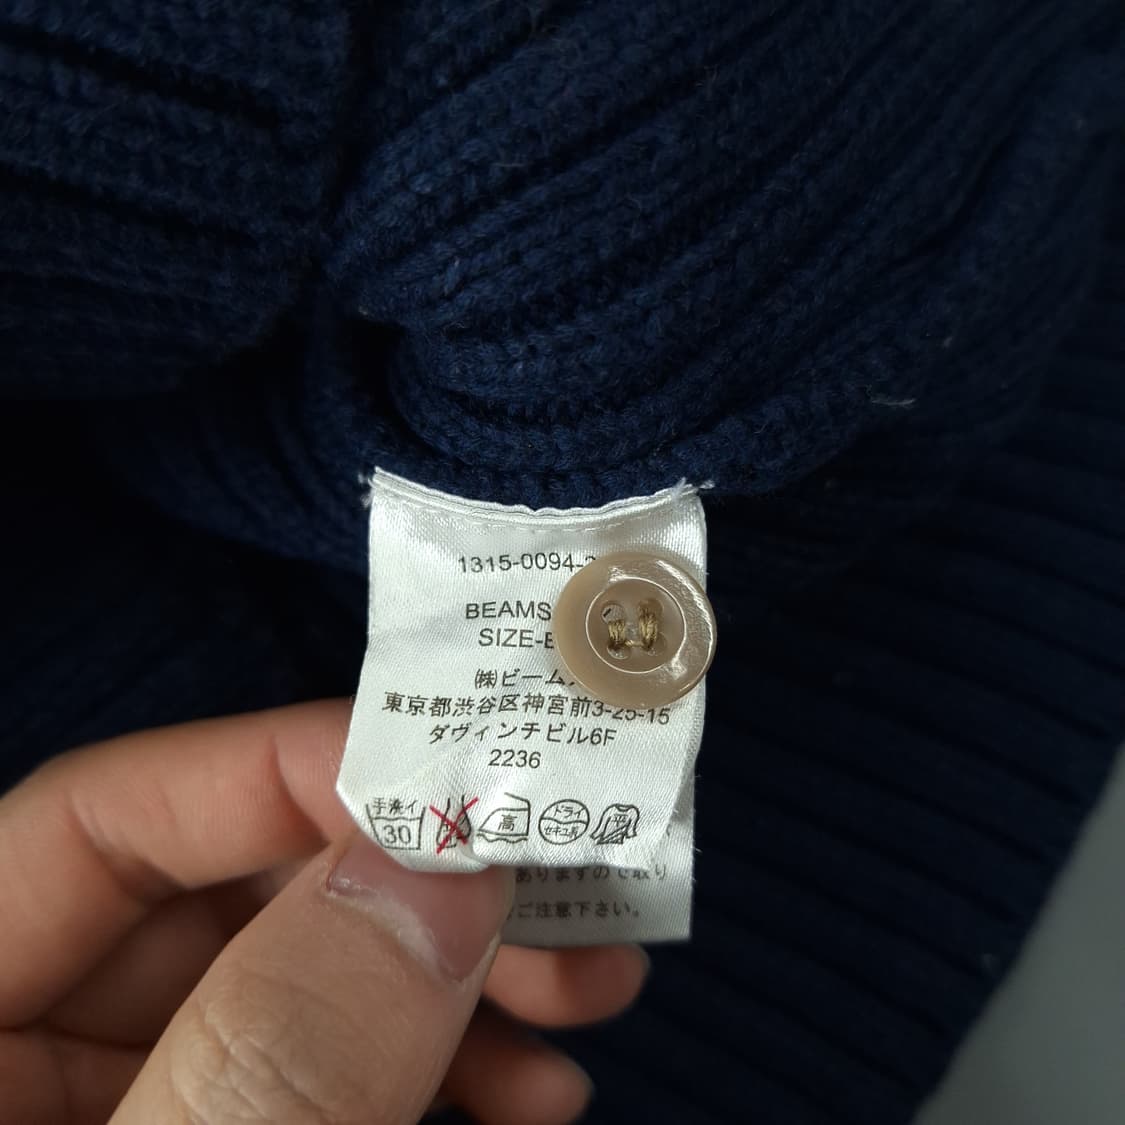 1315-0094-
BEAMS
SIZE-
㈱ビーム
東京都渋谷区神宮前3-25-15
ダヴィンチビル6F
2236
手洗イ
30
高
ドライ
セキユ系
平
ありますので取り
ご注意下さい。